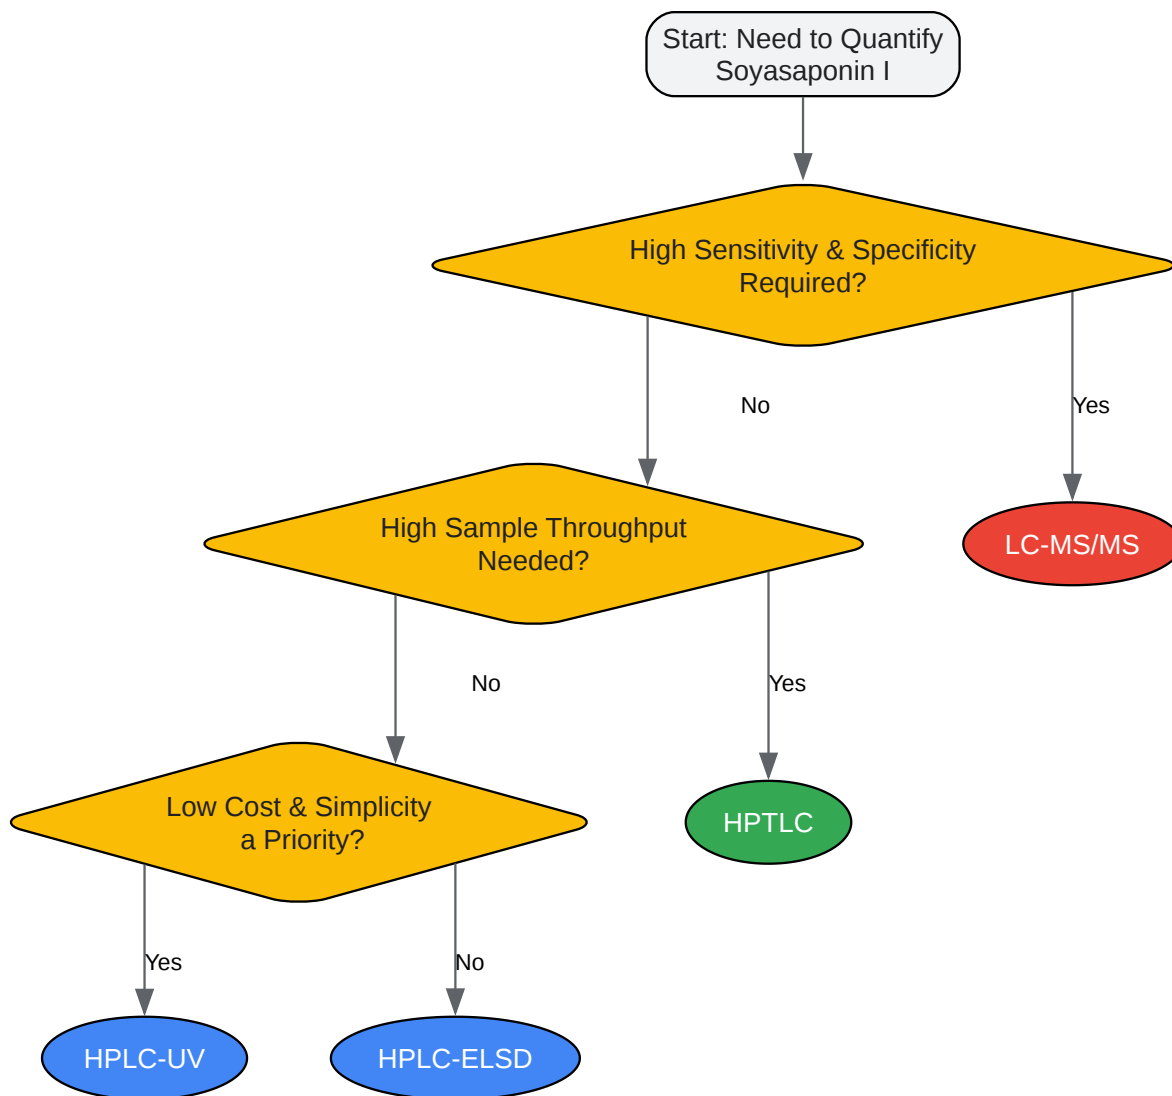 Start: Need to Quantify
Soyasaponin I
High Sensitivity & Specificity
Required?
No
Yes
High Sample Throughput
Needed?
LC-MS/MS
No
Yes
Low Cost & Simplicity
a Priority?
HPTLC
Yes
No
HPLC-UV
HPLC-ELSD